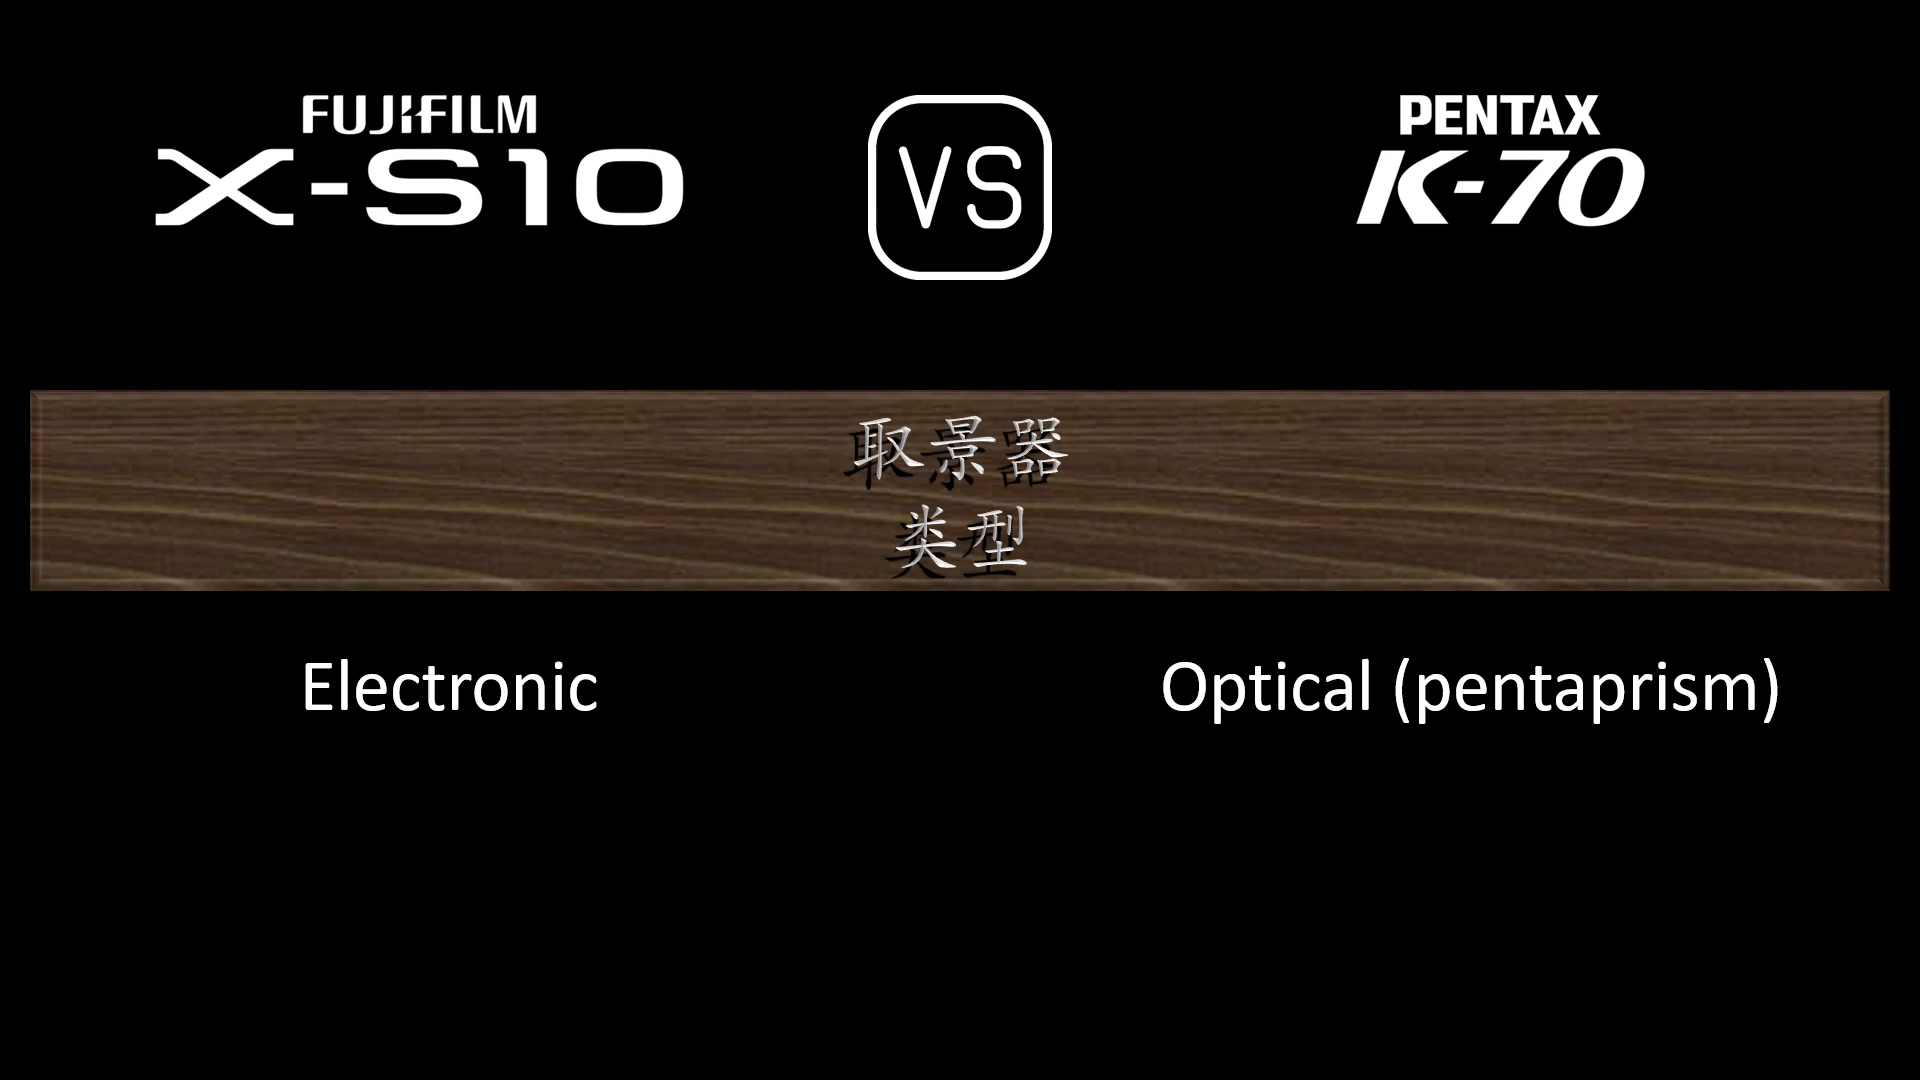 FUJIFILM
X-S10
VS
PENTAX
K-70
取景器
类型
Electronic
Optical (pentaprism)